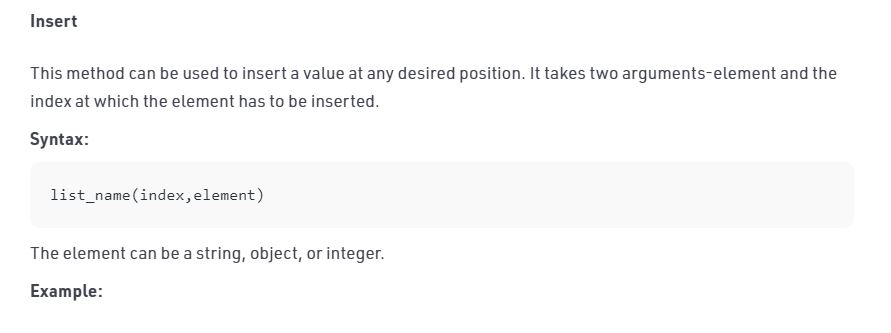 Insert
This method can be used to insert a value at any desired position. It takes two arguments-element and the
index at which the element has to be inserted.
Syntax:
list_name(index,element)
The element can be a string, object, or integer.
Example: